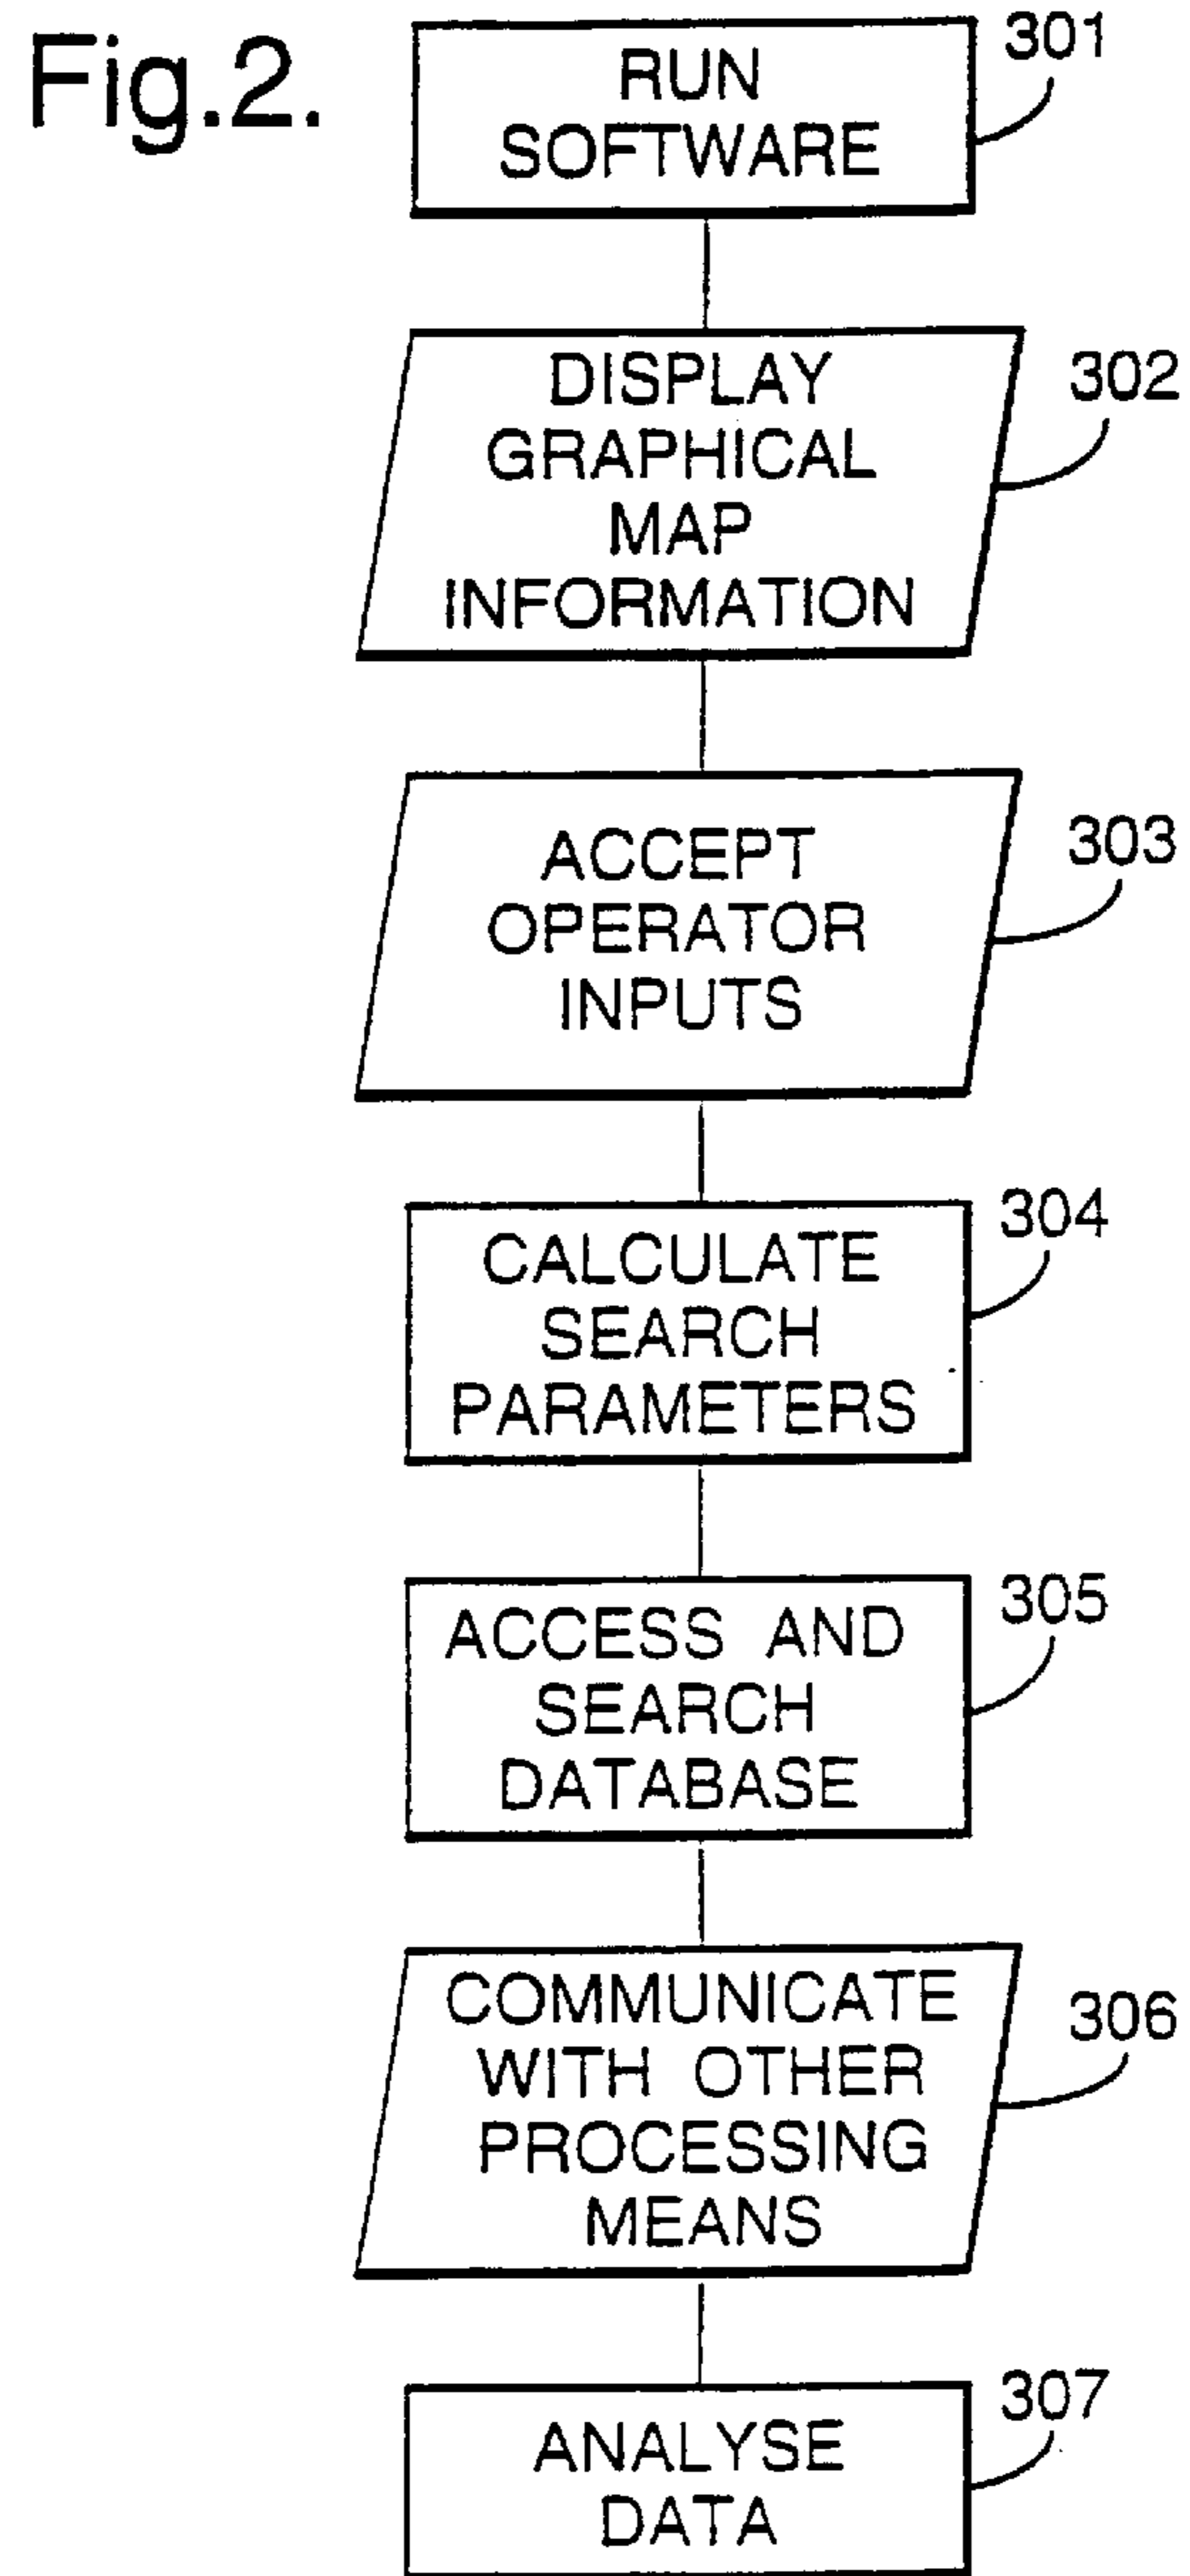 Fig.2.
RUN
SOFTWARE
301
DISPLAY
GRAPHICAL
MAP
INFORMATION
302
ACCEPT
OPERATOR
INPUTS
303
CALCULATE
SEARCH
PARAMETERS
304
ACCESS AND
SEARCH
DATABASE
305
COMMUNICATE
WITH OTHER
PROCESSING
MEANS
306
ANALYSE
DATA
307